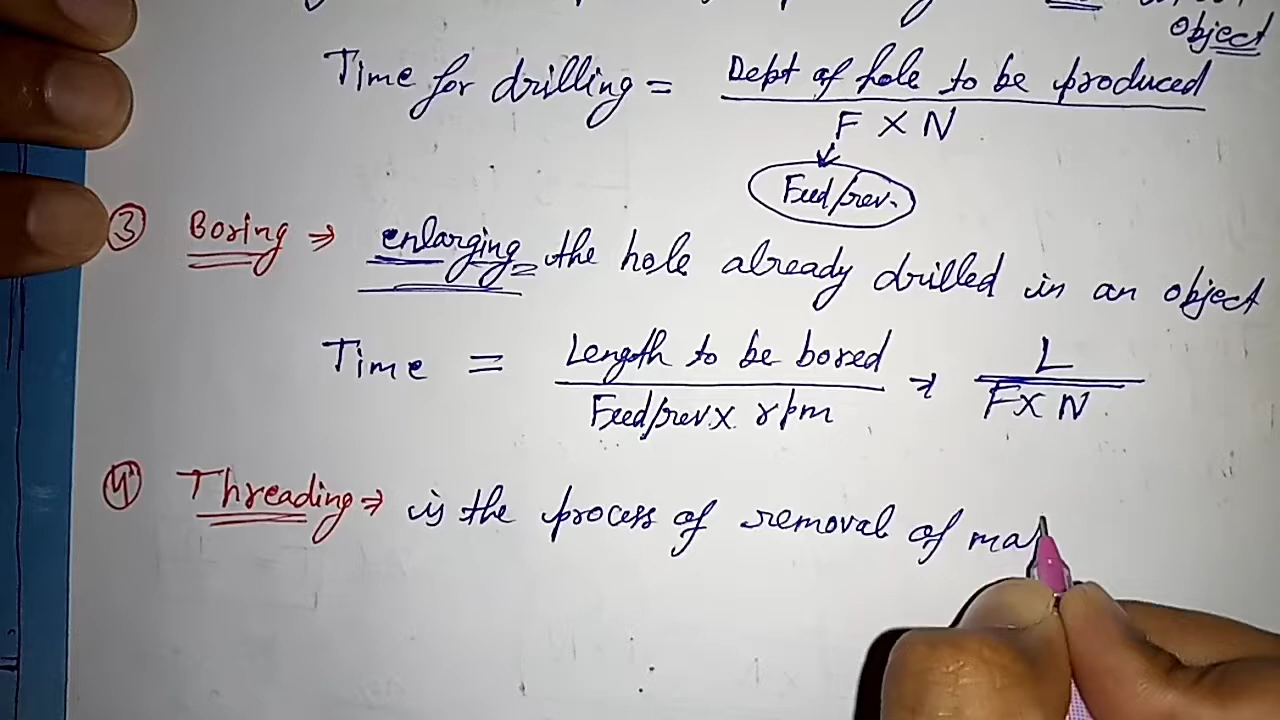 object
Time for drilling = Dept of hole to be produced
F X N
Feed/rev.
③ Boring ⇒ enlarging the hole already drilled in an object
Time = Length to be bored / Feed/rev. X rpm → L / F X N
④ Threading ⇒ is the process of removal of mat